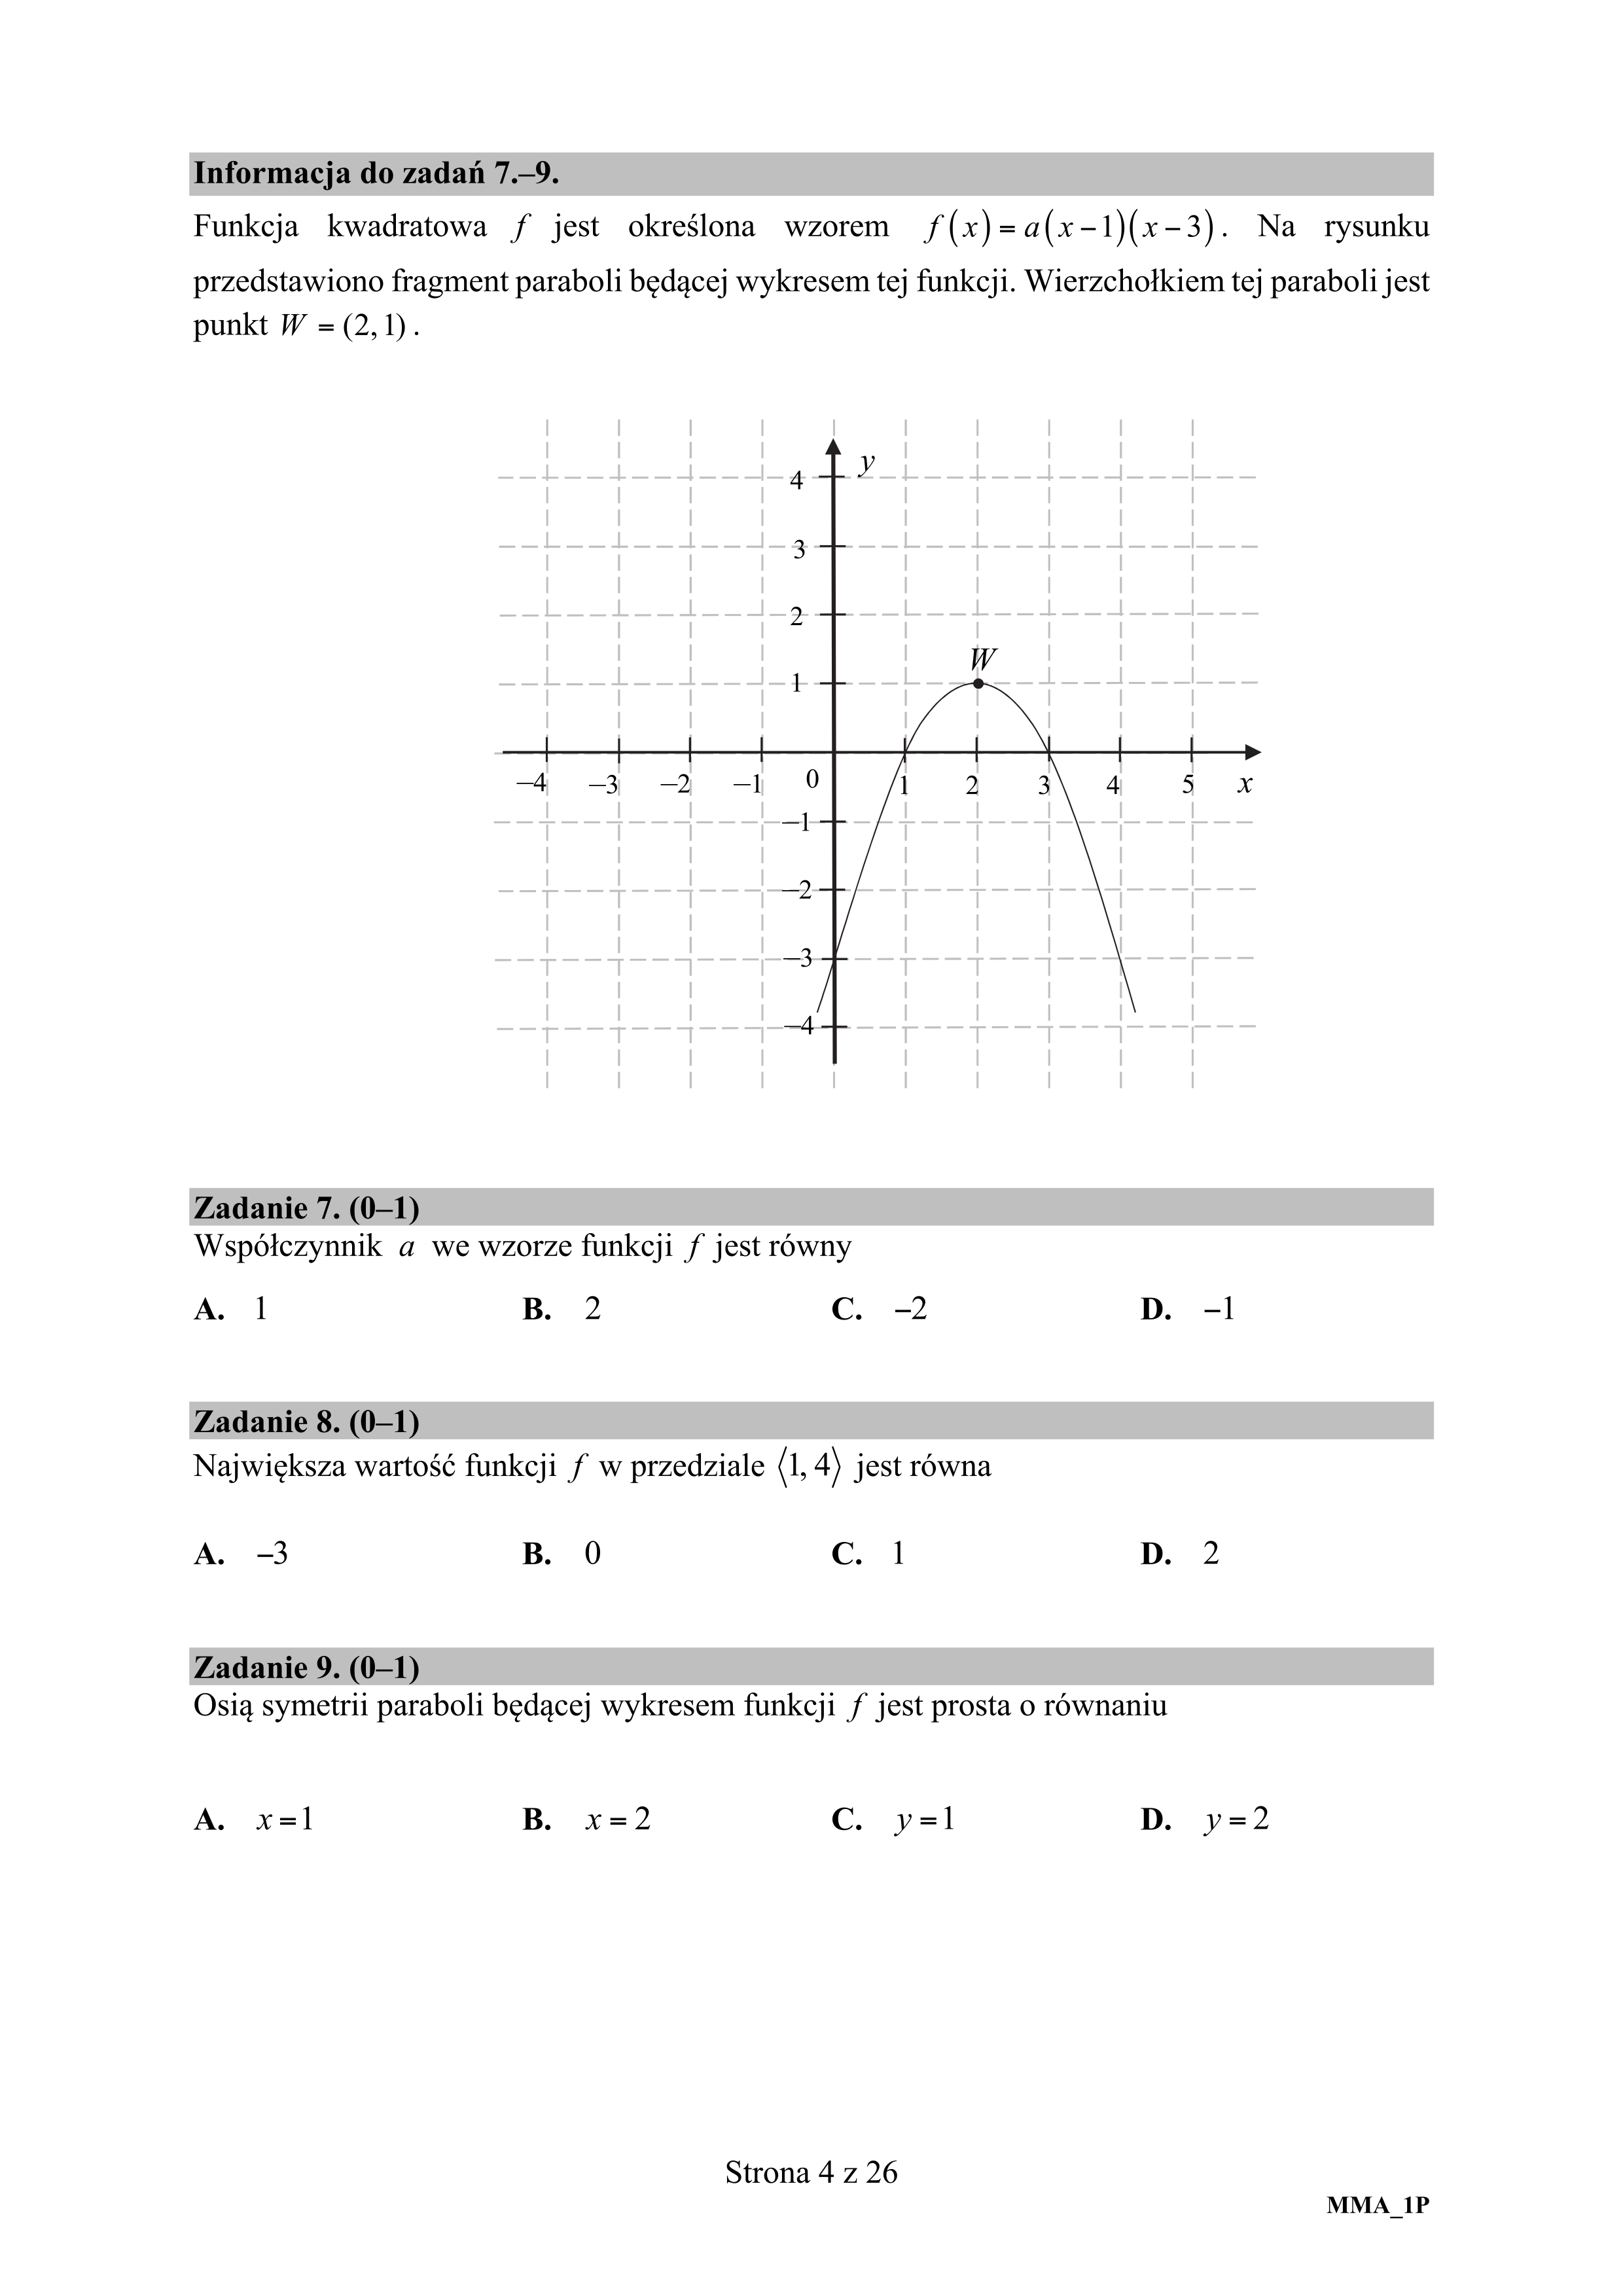 Informacja do zadań 7.–9.
Funkcja kwadratowa f jest określona wzorem f(x)=a(x−1)(x−3). Na rysunku
przedstawiono fragment paraboli będącej wykresem tej funkcji. Wierzchołkiem tej paraboli jest
punkt W = (2,1).
y
4
3
2
W
1
–4 –3 –2 –1 0 1 2 3 4 5 x
–1
–2
–3
–4
Zadanie 7. (0–1)
Współczynnik a we wzorze funkcji f jest równy
A. 1 B. 2 C. −2 D. −1
Zadanie 8. (0–1)
Największa wartość funkcji f w przedziale ⟨1, 4⟩ jest równa
A. −3 B. 0 C. 1 D. 2
Zadanie 9. (0–1)
Osią symetrii paraboli będącej wykresem funkcji f jest prosta o równaniu
A. x=1 B. x=2 C. y=1 D. y=2
Strona 4 z 26
MMA_1P